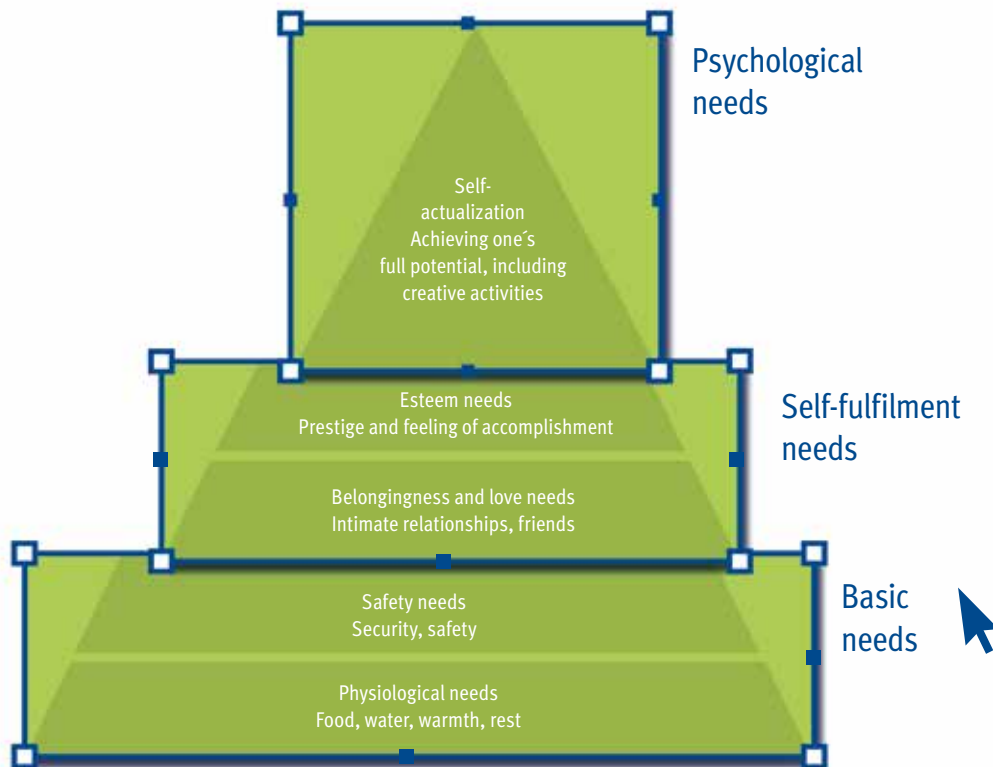 Psychological
needs
Self-
actualization
Achieving one´s
full potential, including
creative activities
Esteem needs
Prestige and feeling of accomplishment
Self-fulfilment
needs
Belongingness and love needs
Intimate relationships, friends
Safety needs
Security, safety
Basic
needs
Physiological needs
Food, water, warmth, rest